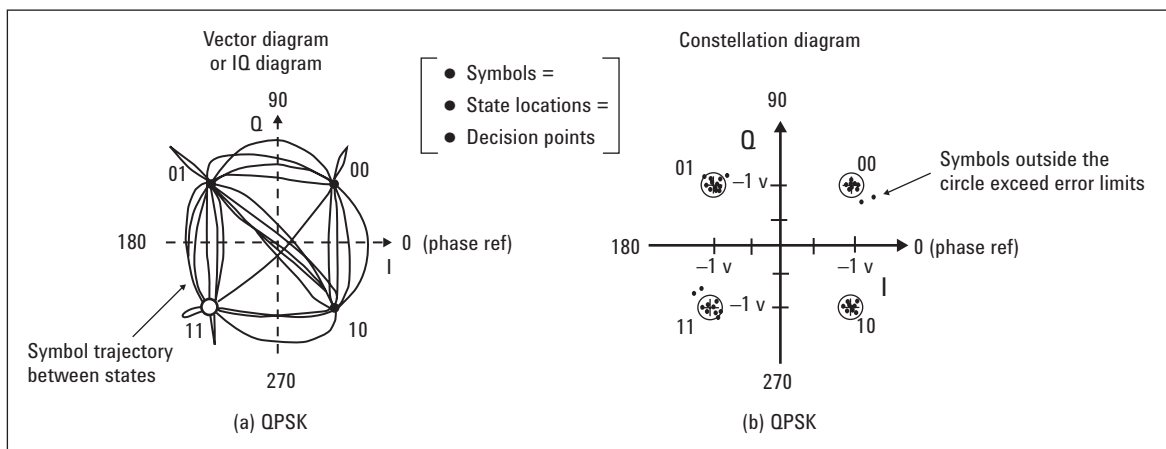 Vector diagram
or IQ diagram
• Symbols =
• State locations =
• Decision points
Constellation diagram
90
Q
01
00
180
0 (phase ref)
I
11
10
Symbol trajectory
between states
270
(a) QPSK
90
Q
01
00
–1 v
Symbols outside the
circle exceed error limits
180
0 (phase ref)
–1 v
–1 v
I
–1 v
11
10
270
(b) QPSK